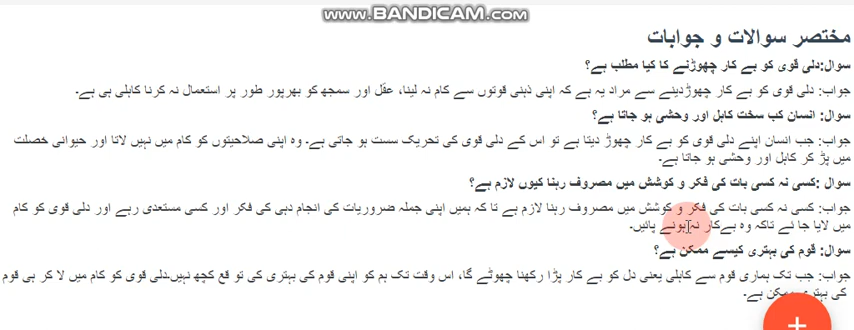 www.BANDICAM.com
مختصر سوالات و جوابات
سوال:دلی قوی کو بے کار چھوڑنے کا کیا مطلب ہے؟
جواب: دلی قوی کو بے کار چھوڑدینے سے مراد یہ ہے کہ اپنی ذہنی قوتوں سے کام نہ لینا، عقل اور سمجھ کو بھرپور طور پر استعمال نہ کرنا کاہلی ہی ہے۔
سوال: انسان کب سخت کاہل اور وحشی ہو جاتا ہے؟
جواب: جب انسان اپنے دلی قوی کو بے کار چھوڑ دیتا ہے تو اس کے دلی قوی کی تحریک سست ہو جاتی ہے۔ وہ اپنی صلاحیتوں کو کام میں نہیں لاتا اور حیوانی خصلت
میں پڑ کر کاہل اور وحشی ہو جاتا ہے۔
سوال :کسی نہ کسی بات کی فکر و کوشش میں مصروف رہنا کیوں لازم ہے؟
جواب: کسی نہ کسی بات کی فکر و کوشش میں مصروف رہنا لازم ہے تا کہ ہمیں اپنی جملہ ضروریات کی انجام دہی کی فکر اور کسی مستعدی رہے اور دلی قوی کو کام
میں لایا جا ئے تاکہ وہ بےکار نہ ہونے پائیں۔
سوال: قوم کی بہتری کیسے ممکن ہے؟
جواب: جب تک ہماری قوم سے کاہلی یعنی دل کو بے کار پڑا رکھنا چھوٹے گا، اس وقت تک ہم کو اپنی قوم کی بہتری کی تو قع کچھ نہیں۔دلی قوی کو کام میں لا کر ہی قوم
کی بہتری ممکن ہے۔